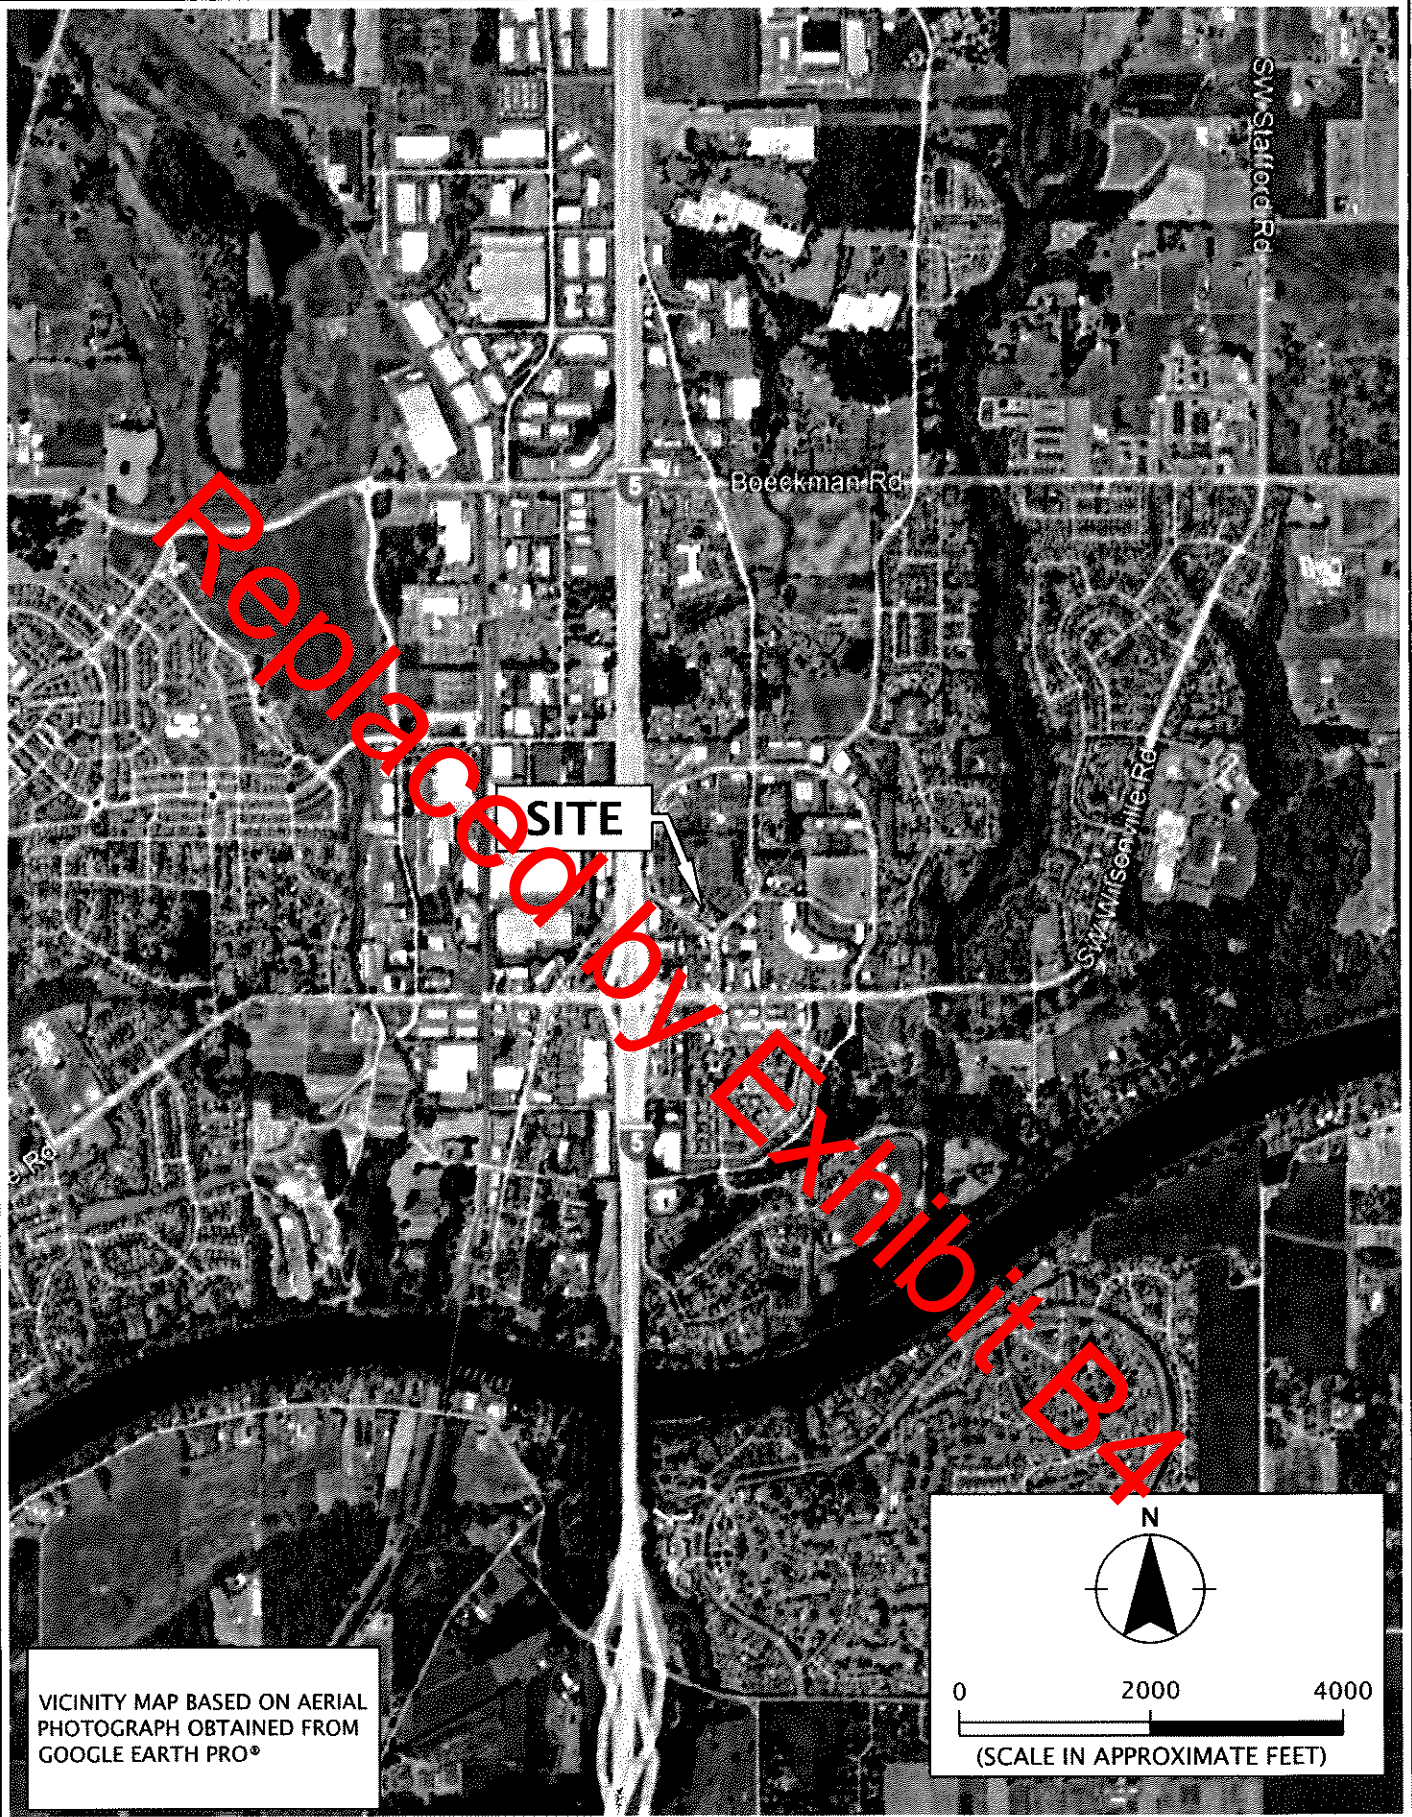 SW Stafford Rd
5
Boeckman Rd
SITE
SW Wilsonville Rd
5
e Rd
Replaced by Exhibit B4
N
0 2000 4000
(SCALE IN APPROXIMATE FEET)
VICINITY MAP BASED ON AERIAL
PHOTOGRAPH OBTAINED FROM
GOOGLE EARTH PRO®